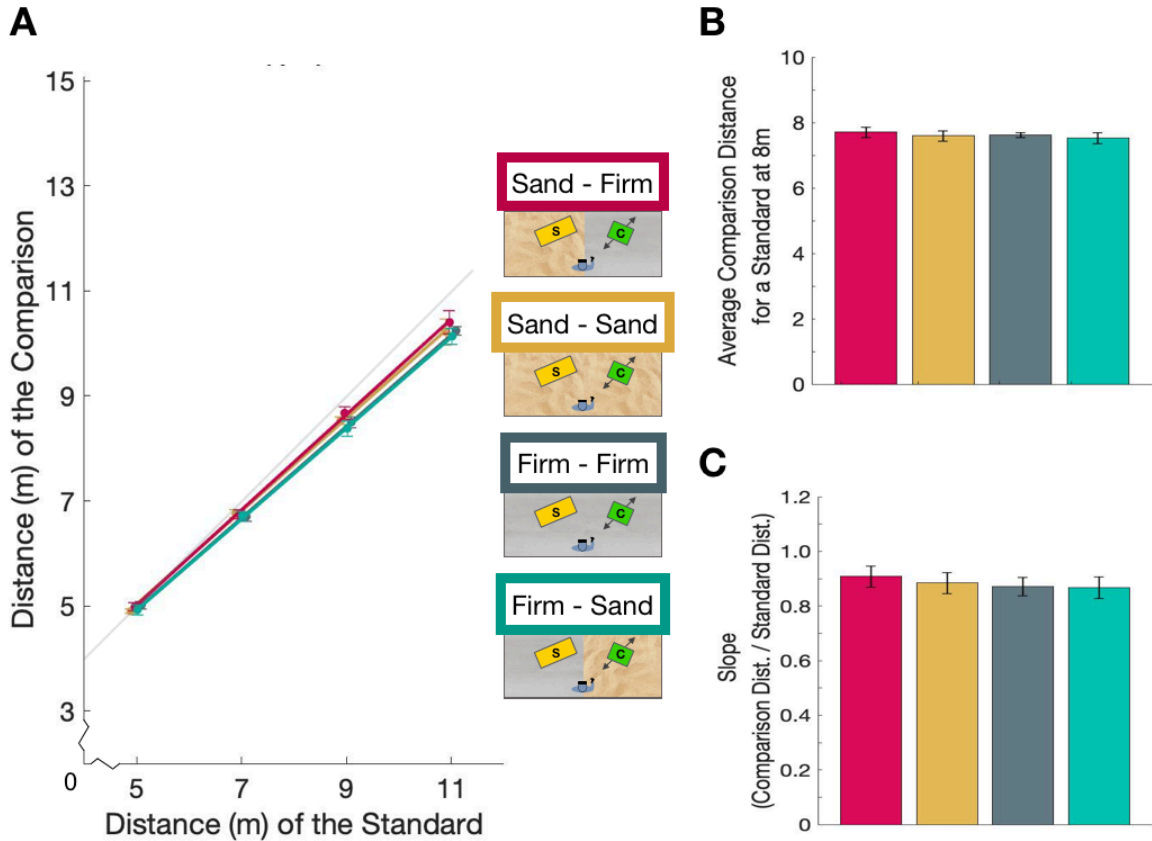 A
15
13
11
9
7
5
3
0
5
7
9
11
Distance (m) of the Comparison
Distance (m) of the Standard
Sand - Firm
S
C
Sand - Sand
S
C
Firm - Firm
S
C
Firm - Sand
S
C
B
10
8
6
4
2
0
Average Comparison Distance
for a Standard at 8m
C
1.2
1.0
0.8
0.6
0.4
0.2
0
Slope
(Comparison Dist. / Standard Dist.)